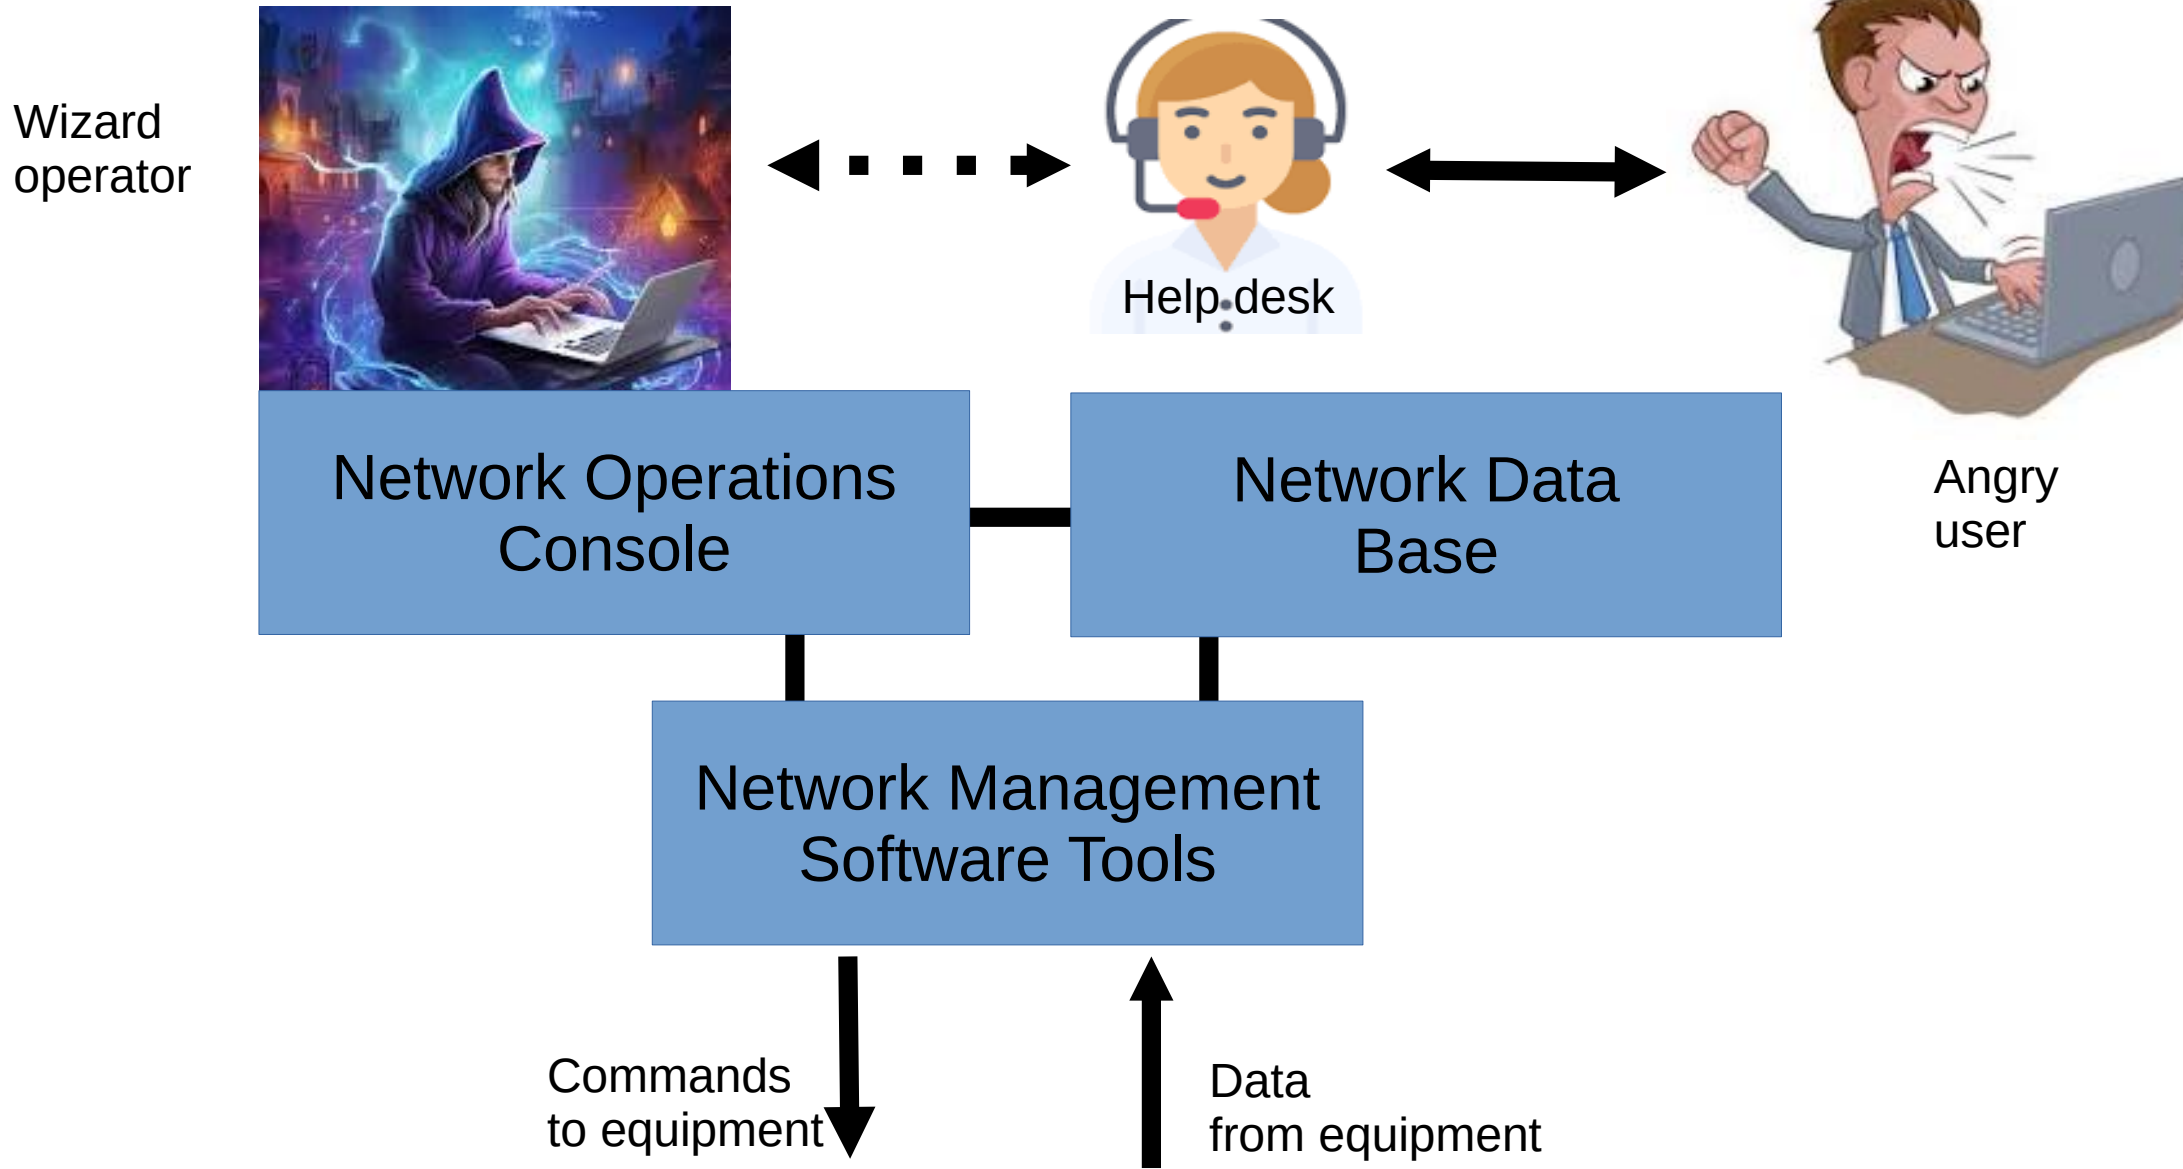 Wizard
operator
Help desk
Network Operations
Console
Network Data
Base
Angry
user
Network Management
Software Tools
Commands
to equipment
Data
from equipment